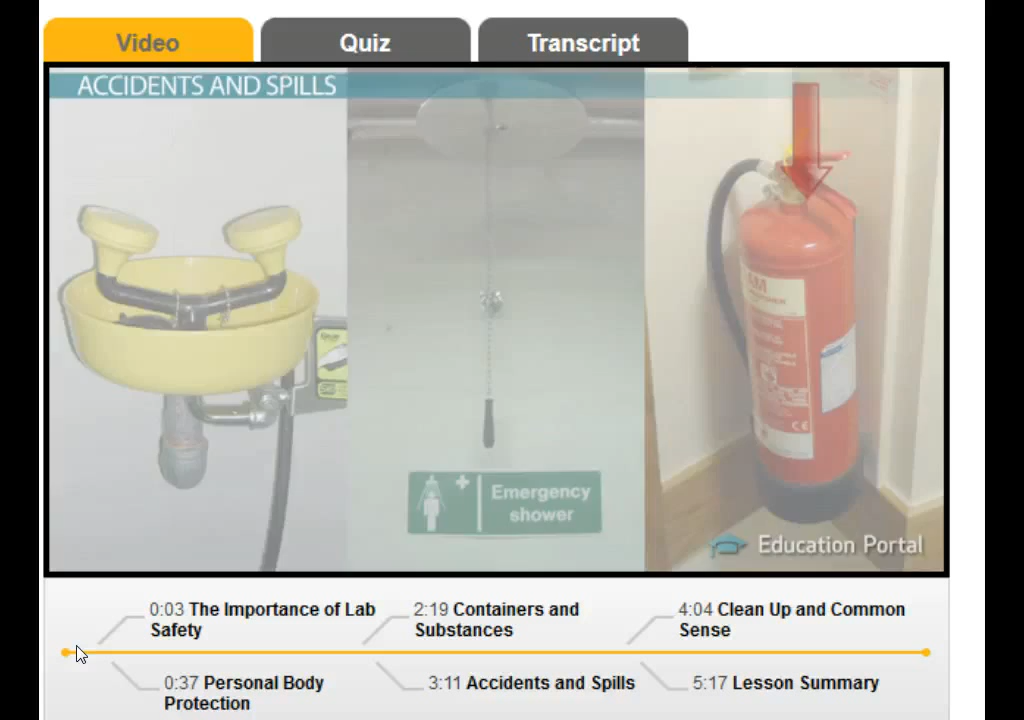 Video
Quiz
Transcript
ACCIDENTS AND SPILLS
Emergency
shower
Education Portal
0:03 The Importance of Lab
Safety
2:19 Containers and
Substances
4:04 Clean Up and Common
Sense
0:37 Personal Body
Protection
3:11 Accidents and Spills
5:17 Lesson Summary